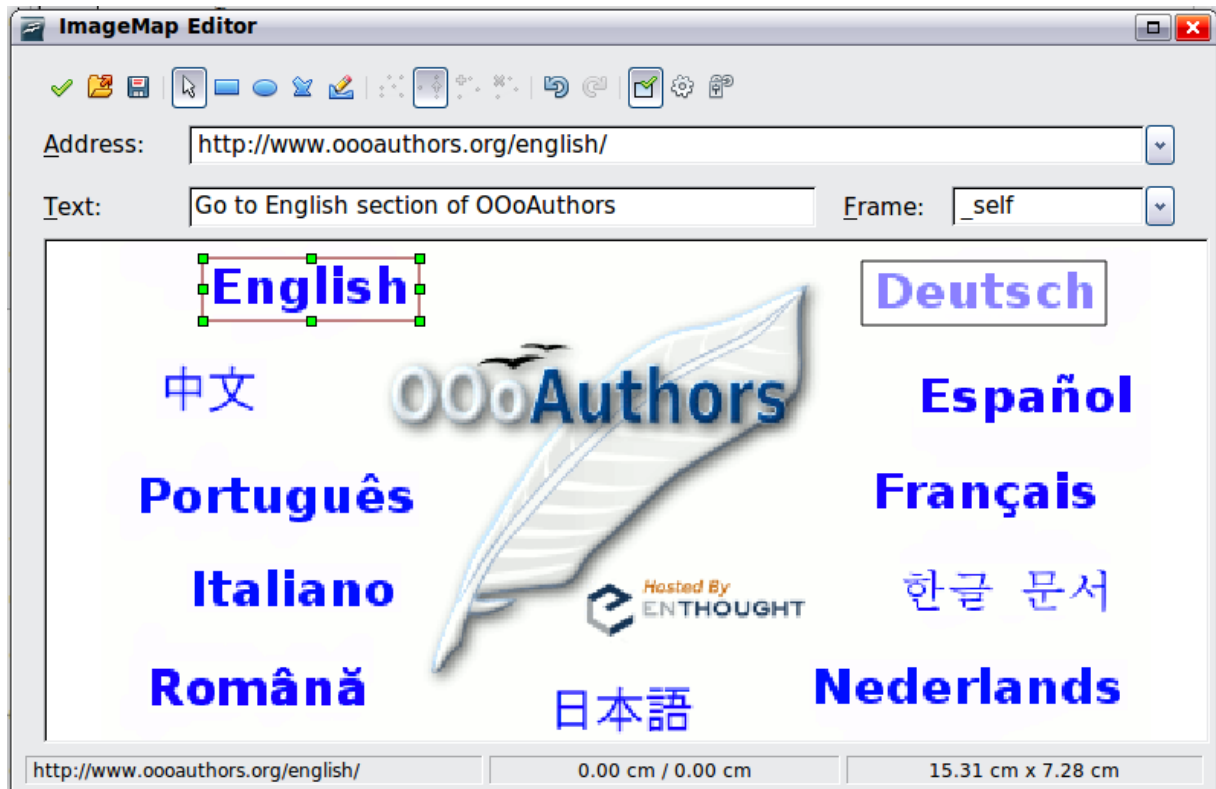 ImageMap Editor
Address: http://www.oooauthors.org/english/
Text: Go to English section of OOoAuthors Frame: _self
English Deutsch
中文 OOoAuthors Español
Português Français
Italiano Hosted By 한글 문서
ENTHOUGHT
Română 日本語 Nederlands
http://www.oooauthors.org/english/ 0.00 cm / 0.00 cm 15.31 cm x 7.28 cm